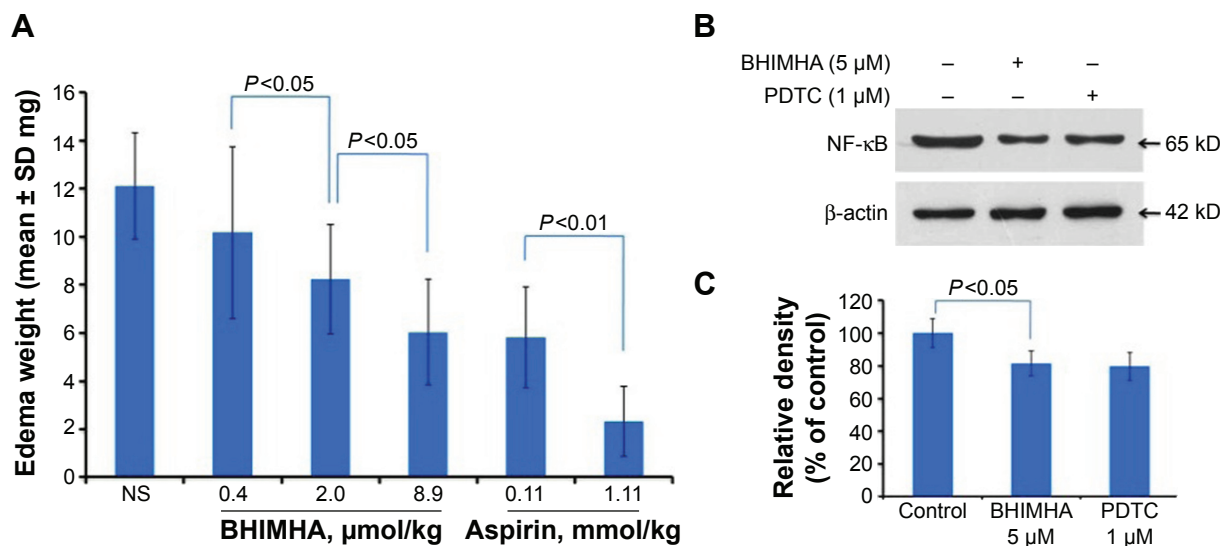 A
Edema weight (mean ± SD mg)
16
14
12
10
8
6
4
2
0
P<0.05
P<0.05
P<0.01
NS 0.4 2.0 8.9 0.11 1.11
BHIMHA, μmol/kg Aspirin, mmol/kg
B
BHIMHA (5 μM) – + –
PDTC (1 μM) – – +
NF-κB ← 65 kD
β-actin ← 42 kD
C
Relative density
(% of control)
120
100
80
60
40
20
0
P<0.05
Control BHIMHA PDTC
5 μM 1 μM